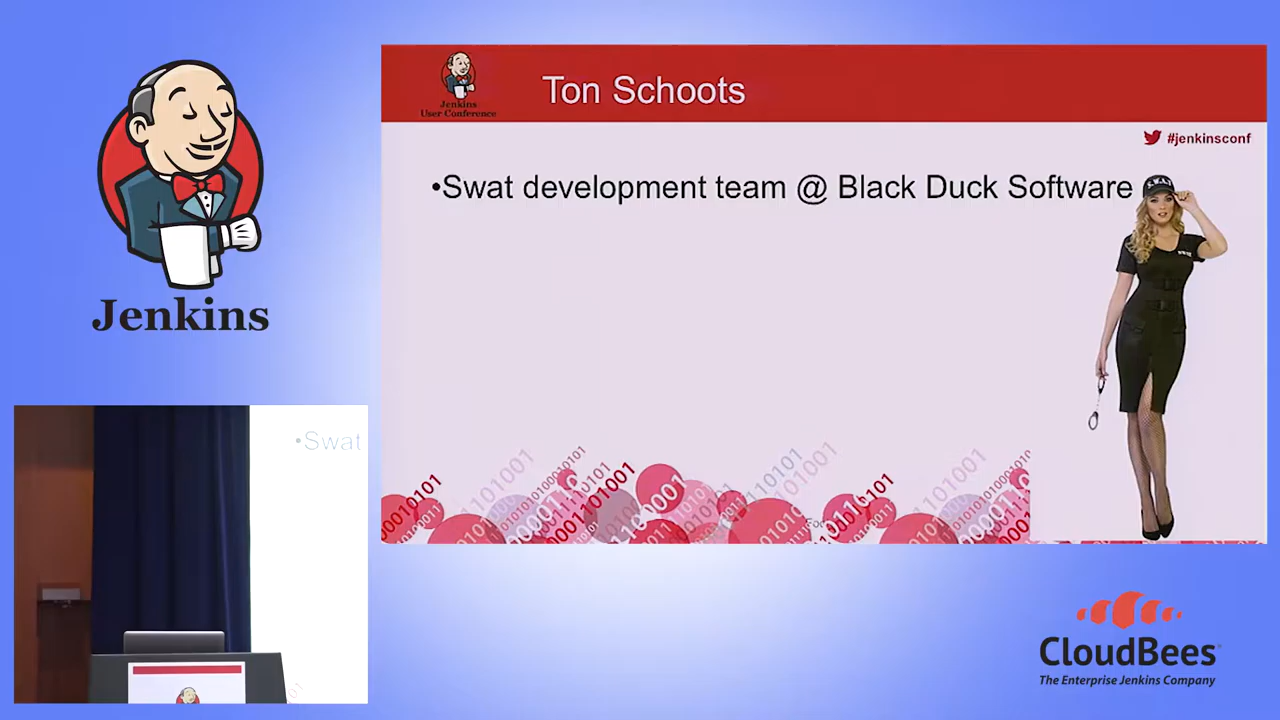 Jenkins
Jenkins
User Conference
Ton Schoots
#jenkinsconf
•Swat development team @ Black Duck Software
SWAT
•Swat
CloudBees
The Enterprise Jenkins Company